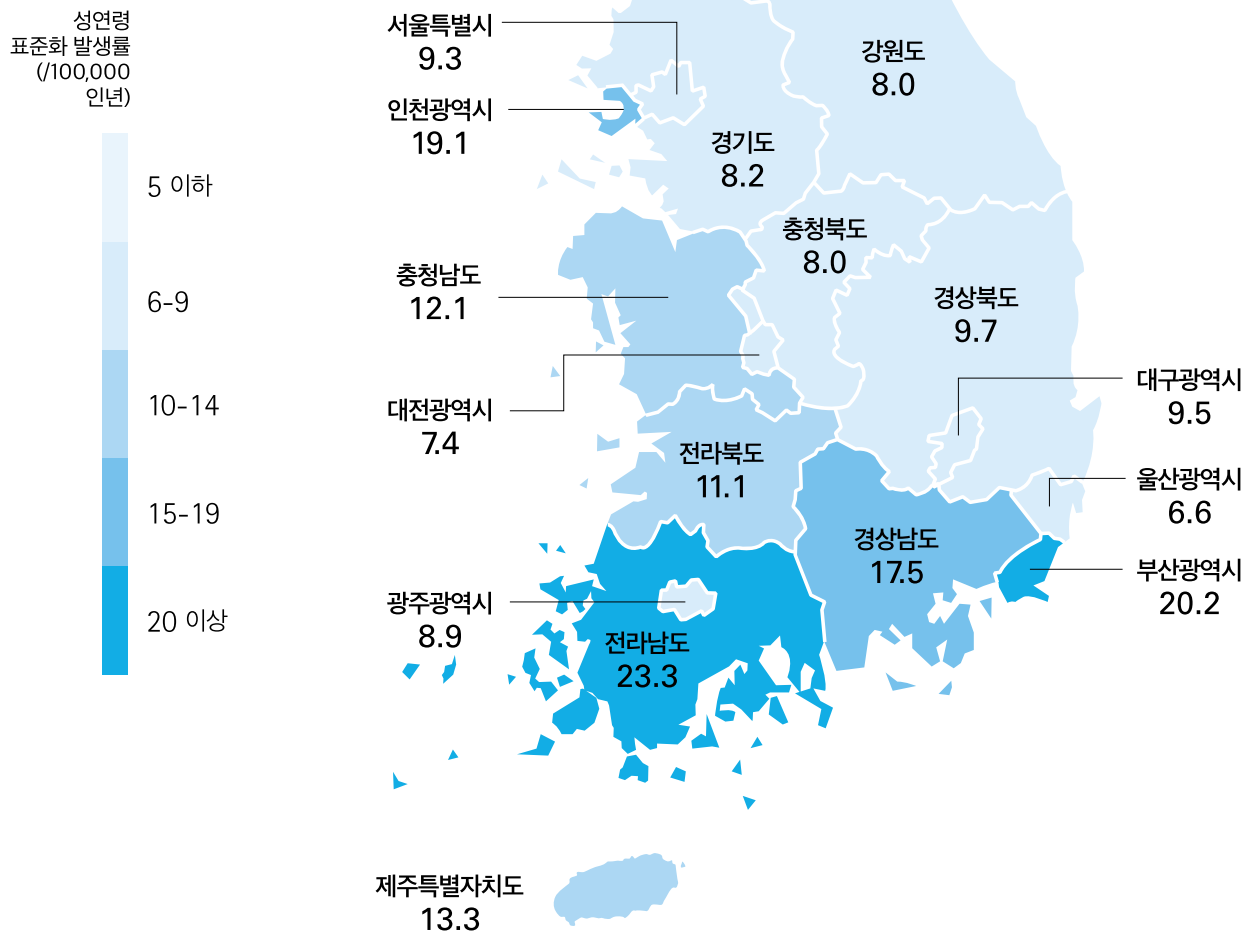 성연령
표준화 발생률
(/100,000
인년)
5 이하
6-9
10-14
15-19
20 이상
서울특별시
9.3
강원도
8.0
인천광역시
19.1
경기도
8.2
충청북도
8.0
충청남도
12.1
경상북도
9.7
대구광역시
9.5
대전광역시
7.4
전라북도
11.1
울산광역시
6.6
경상남도
17.5
부산광역시
20.2
광주광역시
8.9
전라남도
23.3
제주특별자치도
13.3